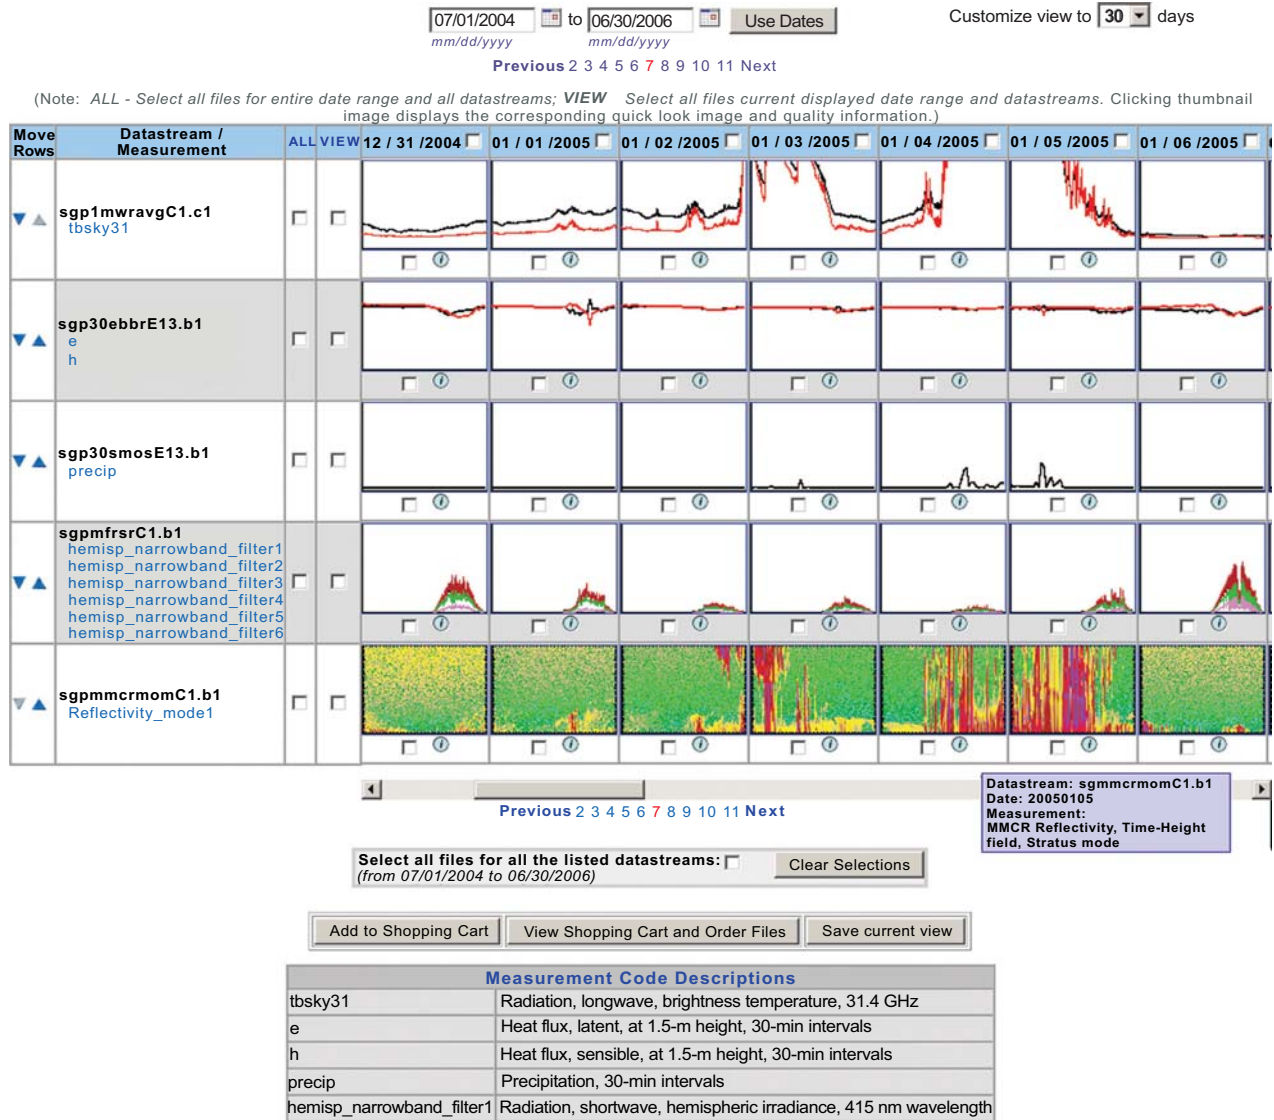 07/01/2004 to 06/30/2006 Use Dates Customize view to 30 days
mm/dd/yyyy mm/dd/yyyy
Previous 2 3 4 5 6 7 8 9 10 11 Next
(Note: ALL - Select all files for entire date range and all datastreams; VIEW Select all files current displayed date range and datastreams. Clicking thumbnail
image displays the corresponding quick look image and quality information.)
Move Rows Datastream / Measurement ALL VIEW 12 / 31 /2004 01 / 01 /2005 01 / 02 /2005 01 / 03 /2005 01 / 04 /2005 01 / 05 /2005 01 / 06 /2005
sgp1mwravgC1.c1
tbsky31
sgp30ebbrE13.b1
e
h
sgp30smosE13.b1
precip
sgpmfrsrC1.b1
hemisp_narrowband_filter1
hemisp_narrowband_filter2
hemisp_narrowband_filter3
hemisp_narrowband_filter4
hemisp_narrowband_filter5
hemisp_narrowband_filter6
sgpmmcrmomC1.b1
Reflectivity_mode1
Previous 2 3 4 5 6 7 8 9 10 11 Next
Datastream: sgmmcrmomC1.b1
Date: 20050105
Measurement:
MMCR Reflectivity, Time-Height
field, Stratus mode
Select all files for all the listed datastreams:
(from 07/01/2004 to 06/30/2006)
Clear Selections
Add to Shopping Cart View Shopping Cart and Order Files Save current view
Measurement Code Descriptions
tbsky31 Radiation, longwave, brightness temperature, 31.4 GHz
e Heat flux, latent, at 1.5-m height, 30-min intervals
h Heat flux, sensible, at 1.5-m height, 30-min intervals
precip Precipitation, 30-min intervals
hemisp_narrowband_filter1 Radiation, shortwave, hemispheric irradiance, 415 nm wavelength